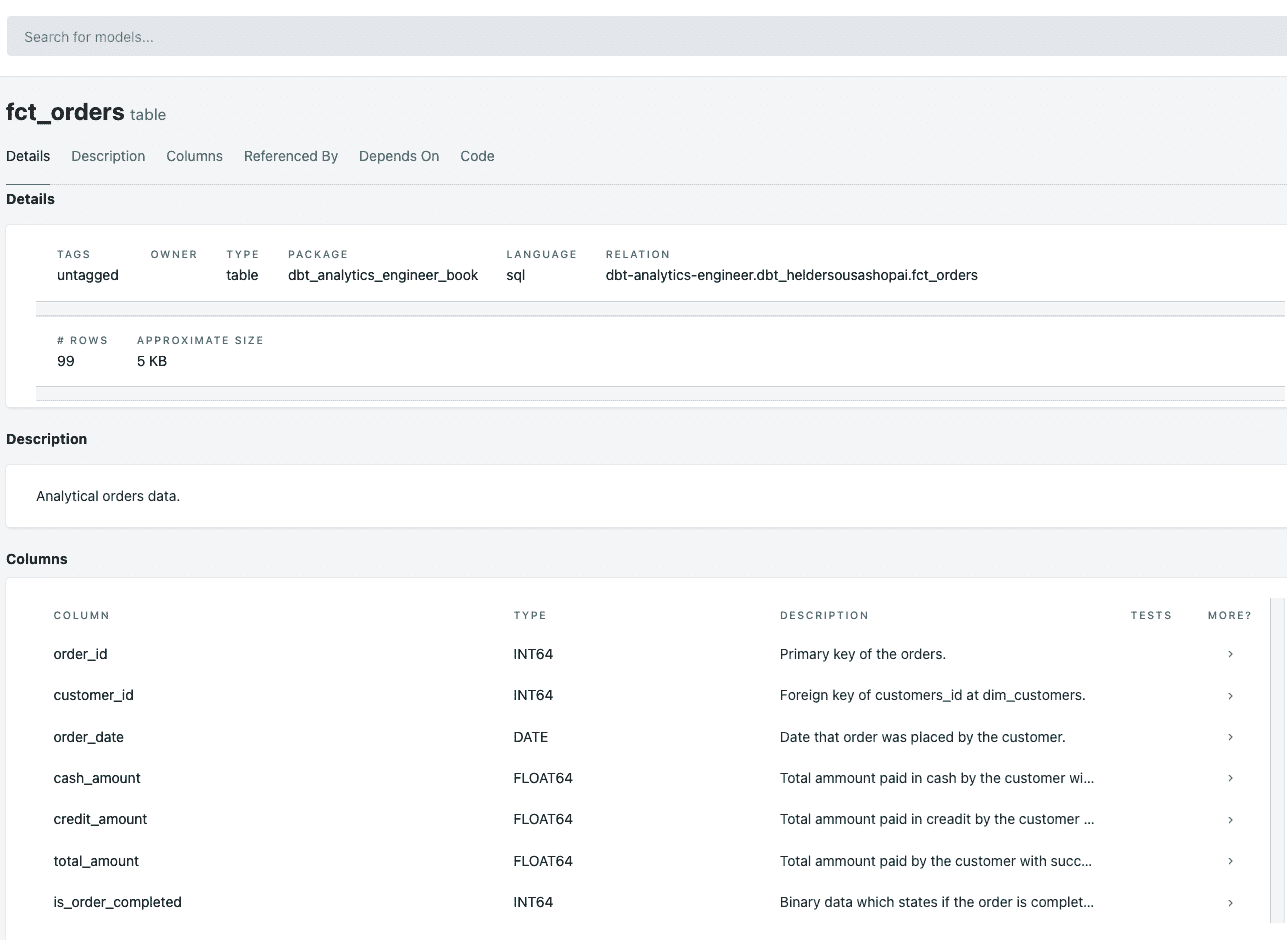 Search for models...
fct_orders table
Details Description Columns Referenced By Depends On Code
Details
TAGS OWNER TYPE PACKAGE LANGUAGE RELATION
untagged table dbt_analytics_engineer_book sql dbt-analytics-engineer.dbt_heldersousashopai.fct_orders
# ROWS APPROXIMATE SIZE
99 5 KB
Description
Analytical orders data.
Columns
COLUMN TYPE DESCRIPTION TESTS MORE?
order_id INT64 Primary key of the orders. >
customer_id INT64 Foreign key of customers_id at dim_customers. >
order_date DATE Date that order was placed by the customer. >
cash_amount FLOAT64 Total ammount paid in cash by the customer wi... >
credit_amount FLOAT64 Total ammount paid in creadit by the customer ... >
total_amount FLOAT64 Total ammount paid by the customer with succ... >
is_order_completed INT64 Binary data which states if the order is complet... >